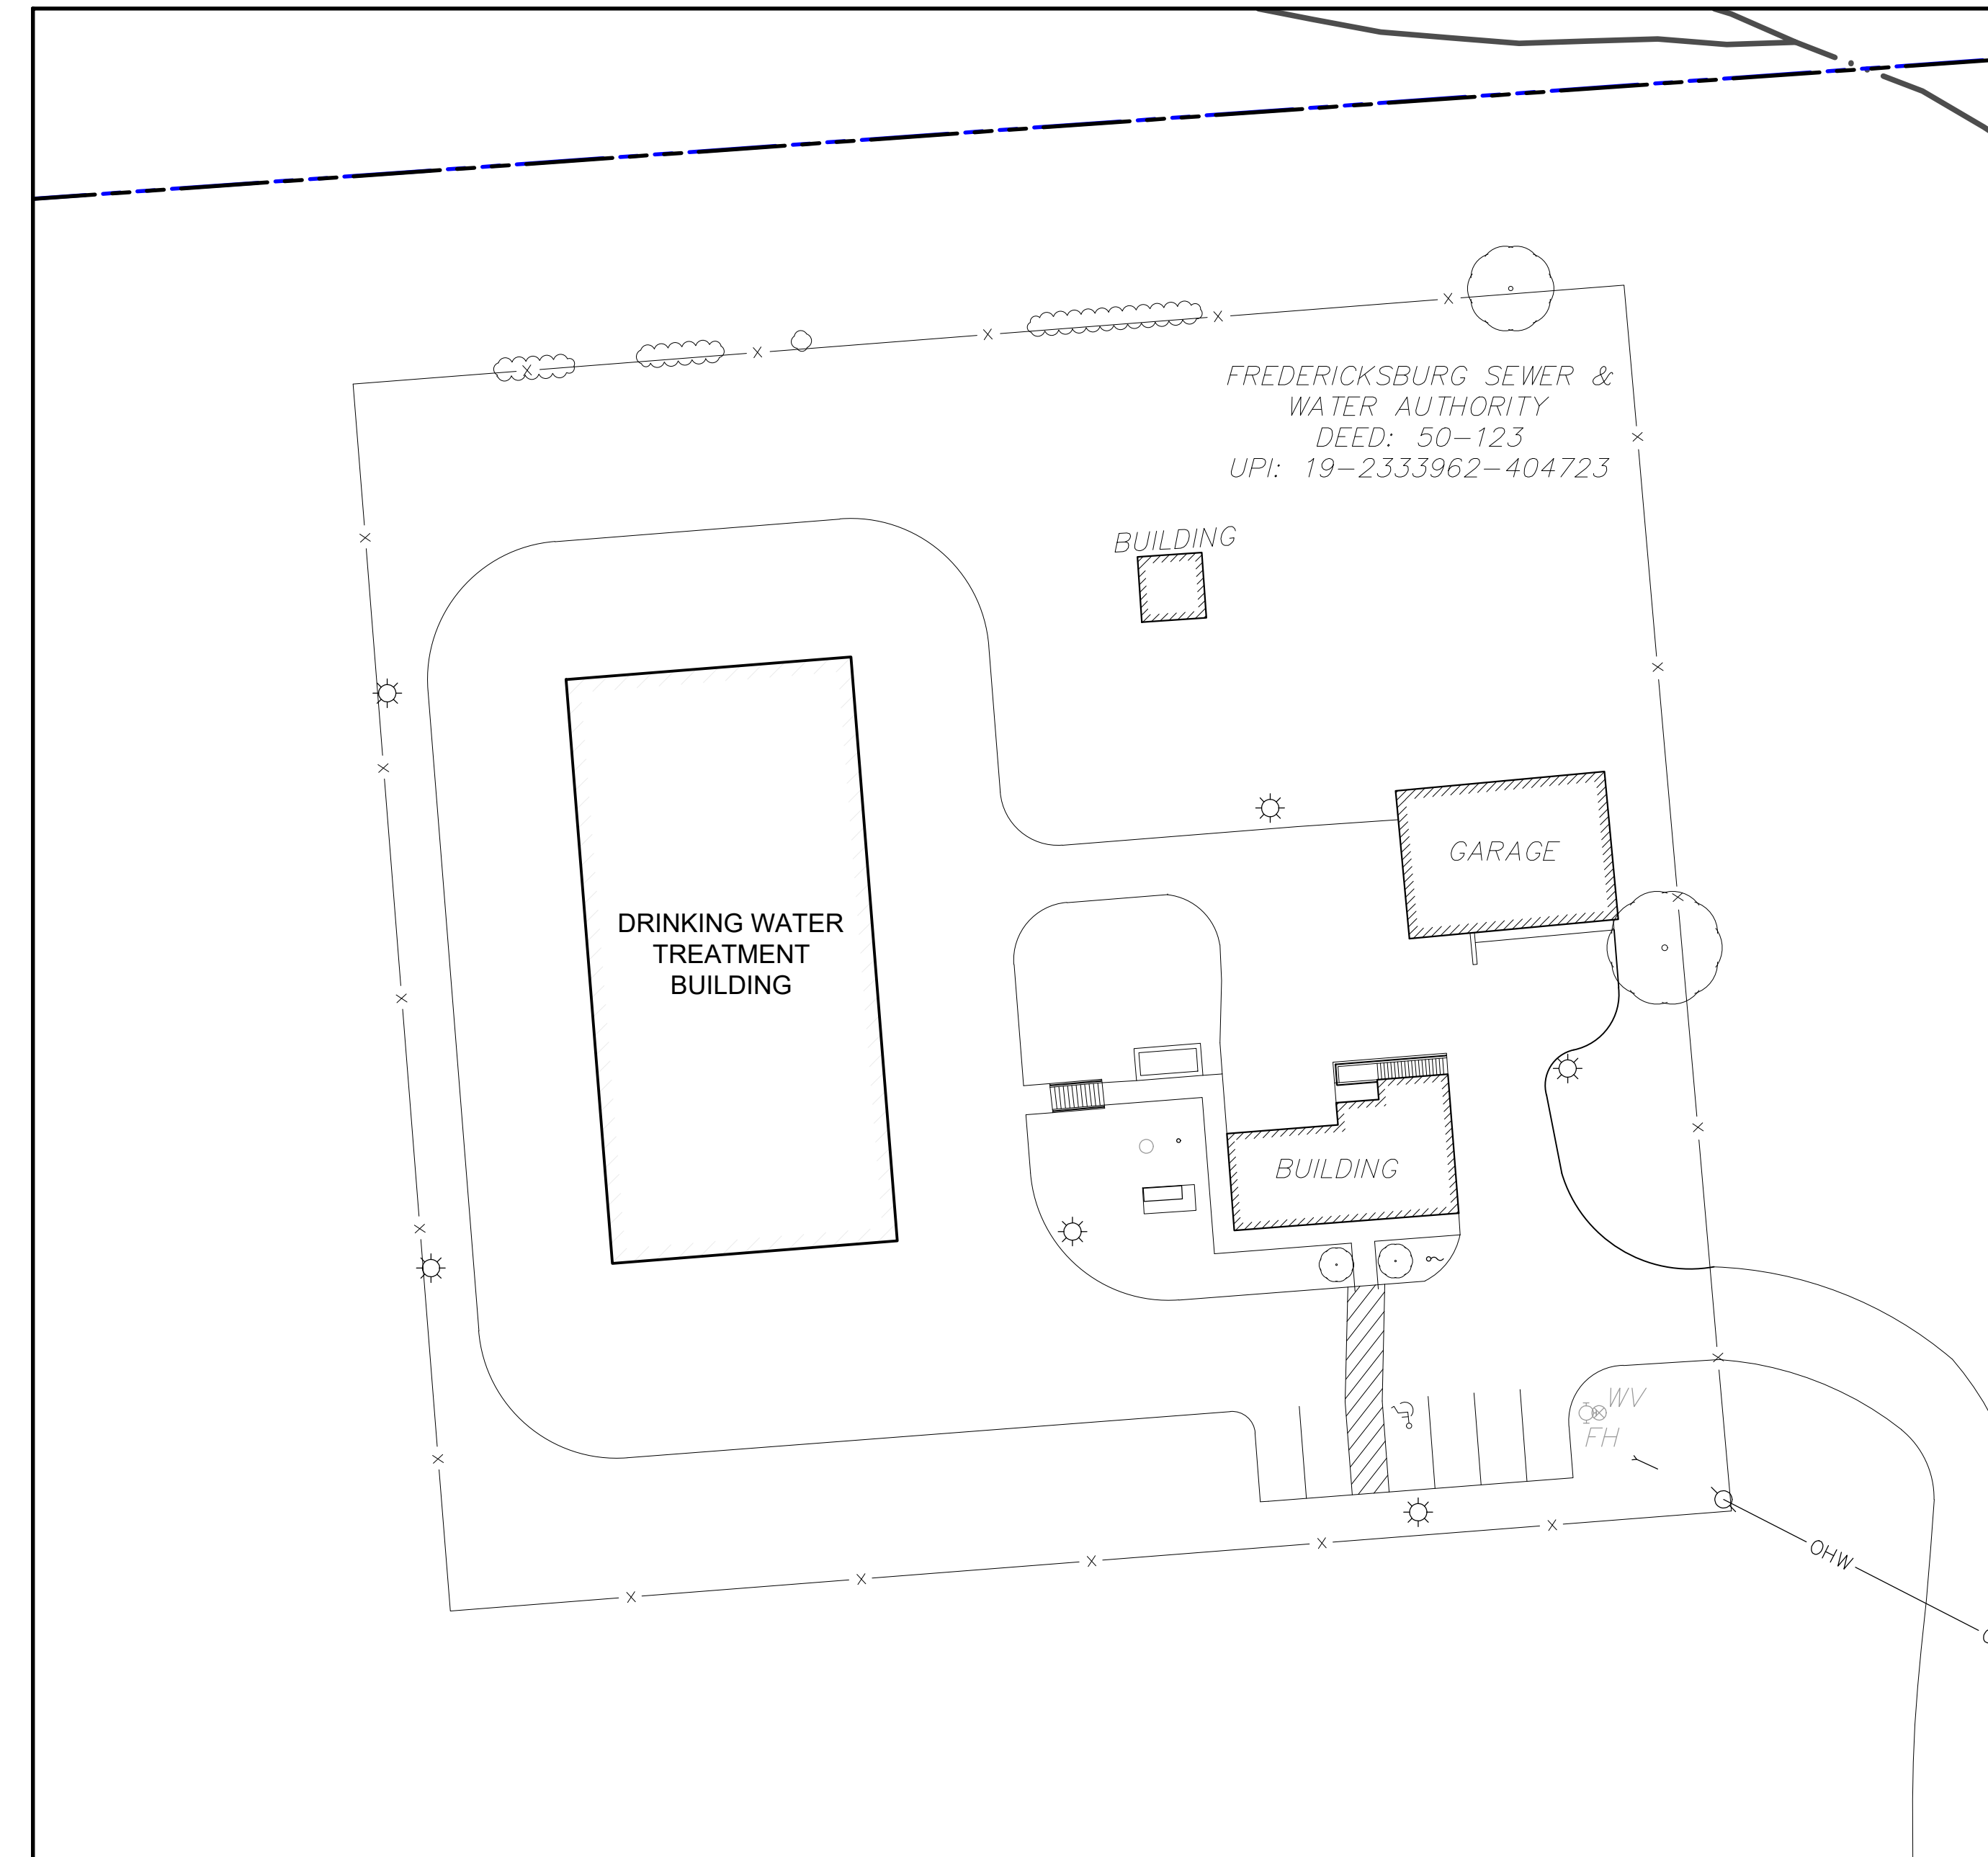 FREDERICKSBURG SEWER &
WATER AUTHORITY
DEED: 50-123
UPI: 19-2333962-404723
BUILDING
GARAGE
DRINKING WATER
TREATMENT
BUILDING
BUILDING
WV
FH
OHW